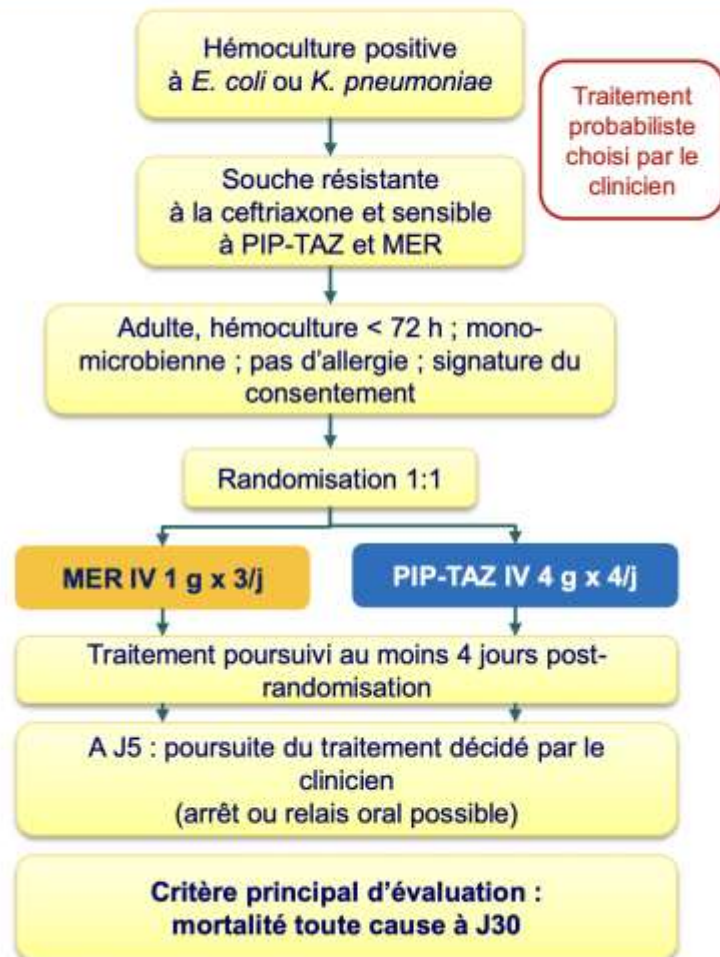 Hémoculture positive
à E. coli ou K. pneumoniae
Traitement
probabiliste
choisi par le
clinicien
Souche résistante
à la ceftriaxone et sensible
à PIP-TAZ et MER
Adulte, hémoculture < 72 h ; mono-
microbienne ; pas d'allergie ; signature du
consentement
Randomisation 1:1
MER IV 1 g x 3/j
PIP-TAZ IV 4 g x 4/j
Traitement poursuivi au moins 4 jours post-
randomisation
A J5 : poursuite du traitement décidé par le
clinicien
(arrêt ou relais oral possible)
Critère principal d'évaluation :
mortalité toute cause à J30